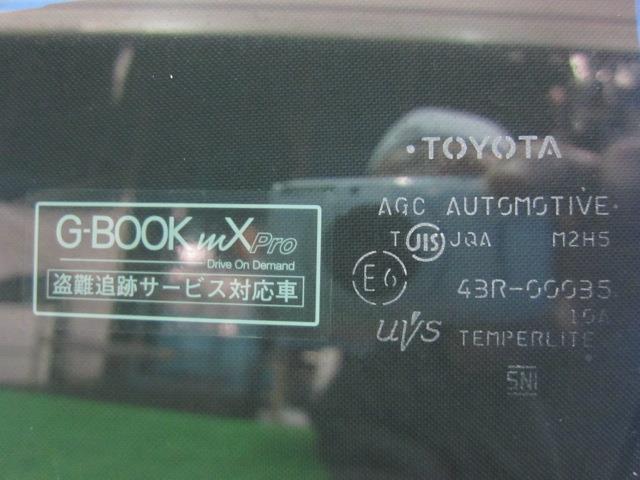 G-BOOK mX Pro
Drive On Demand
盗難追跡サービス対応車
TOYOTA
AGC AUTOMOTIVE
T JIS JQA M2H5
E6 43R-00035
10A
UVS TEMPERLITE
SNI